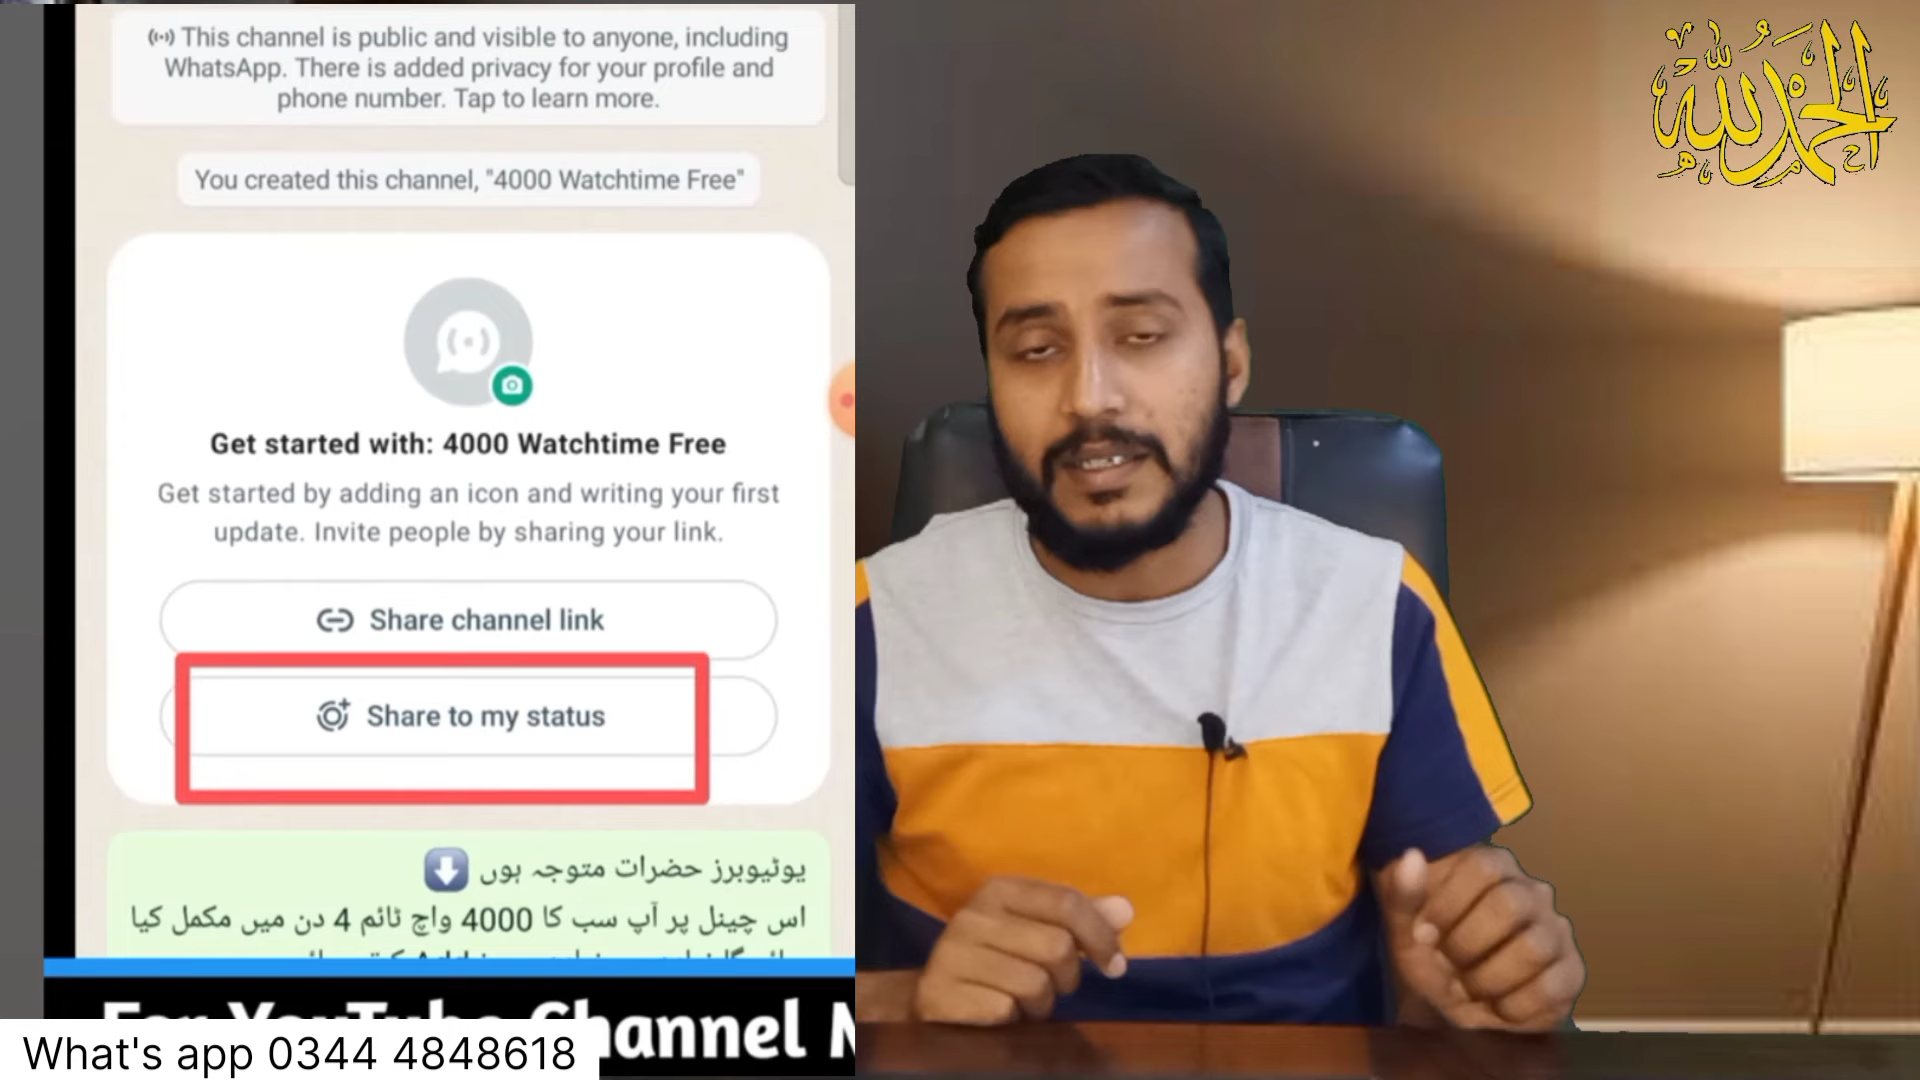 This channel is public and visible to anyone, including
WhatsApp. There is added privacy for your profile and
phone number. Tap to learn more.
You created this channel, "4000 Watchtime Free"
Get started with: 4000 Watchtime Free
Get started by adding an icon and writing your first
update. Invite people by sharing your link.
Share channel link
Share to my status
یوٹیوبرز حضرات متوجہ ہوں ⬇️
اس چینل پر آپ سب کا 4000 واچ ٹائم 4 دن میں مکمل کیا
For YouTube Channel
What's app 0344 4848618
الحمدللہ